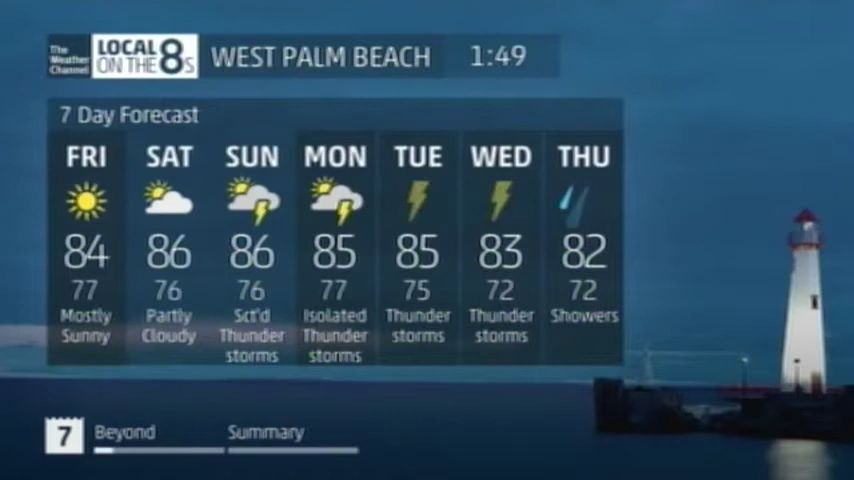 The Weather Channel
LOCAL ON THE 8s
WEST PALM BEACH 1:49
7 Day Forecast
FRI SAT SUN MON TUE WED THU
84 86 86 85 85 83 82
77 76 76 77 75 72 72
Mostly Partly Sct'd Isolated Thunder Thunder Showers
Sunny Cloudy Thunder Thunder storms storms
storms storms
7 Beyond Summary